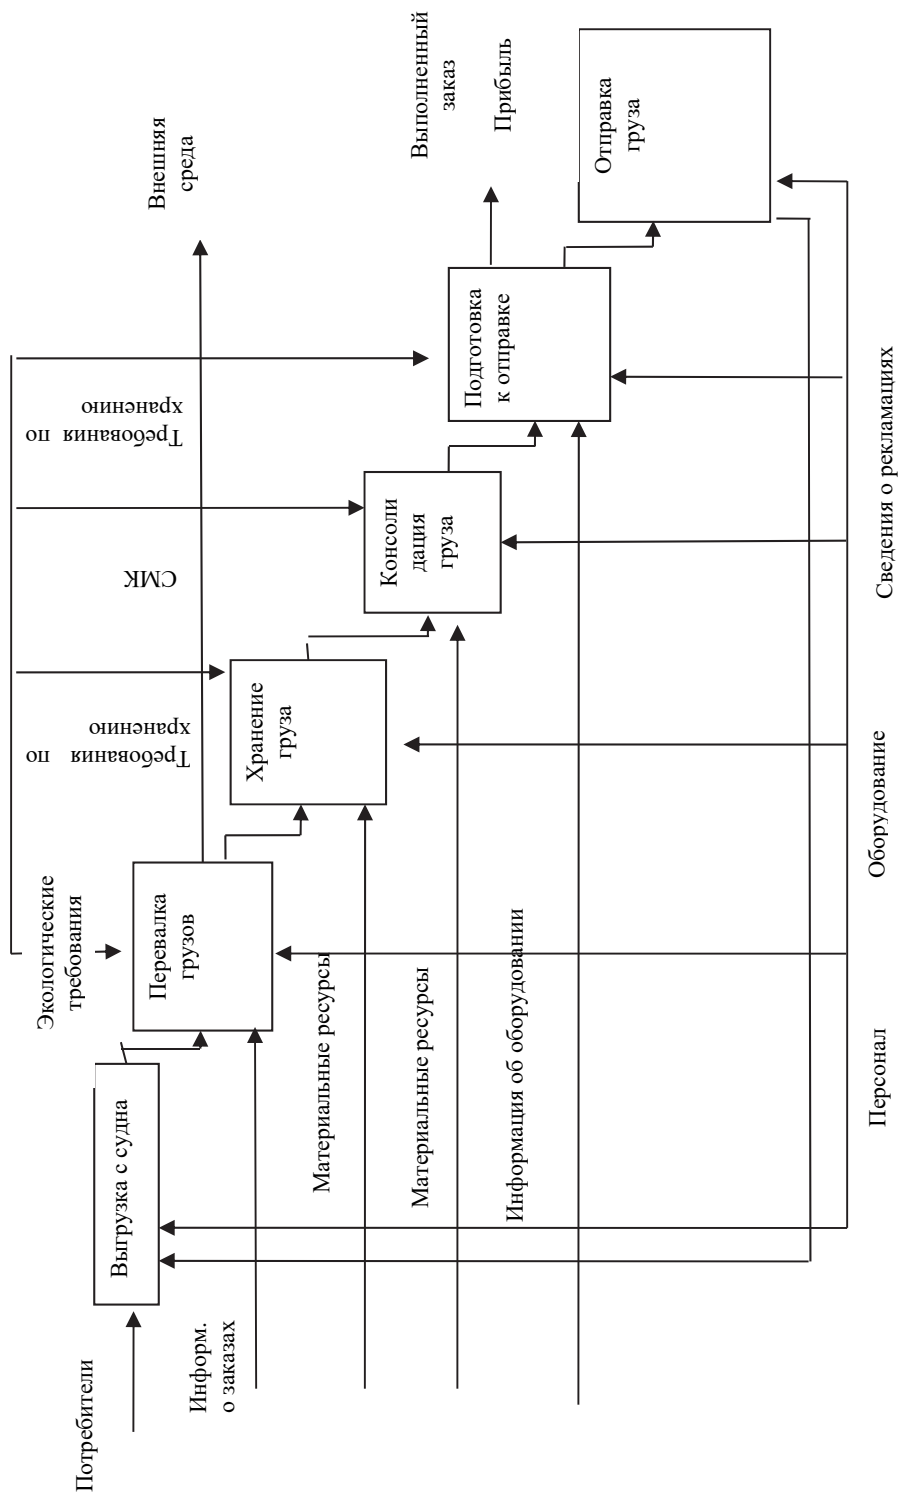 Потребители
Выгрузка с судна
Информ.
о заказах
Экологические
требования
Перевалка
грузов
Материальные ресурсы
Материальные ресурсы
Информация об оборудовании
Требования по
хранению
Хранение
груза
СМК
Консоли
дация
груза
Требования по
хранению
Подготовка
к отправке
Внешняя
среда
Выполненный
заказ
Прибыль
Отправка
груза
Персонал
Оборудование
Сведения о рекламациях